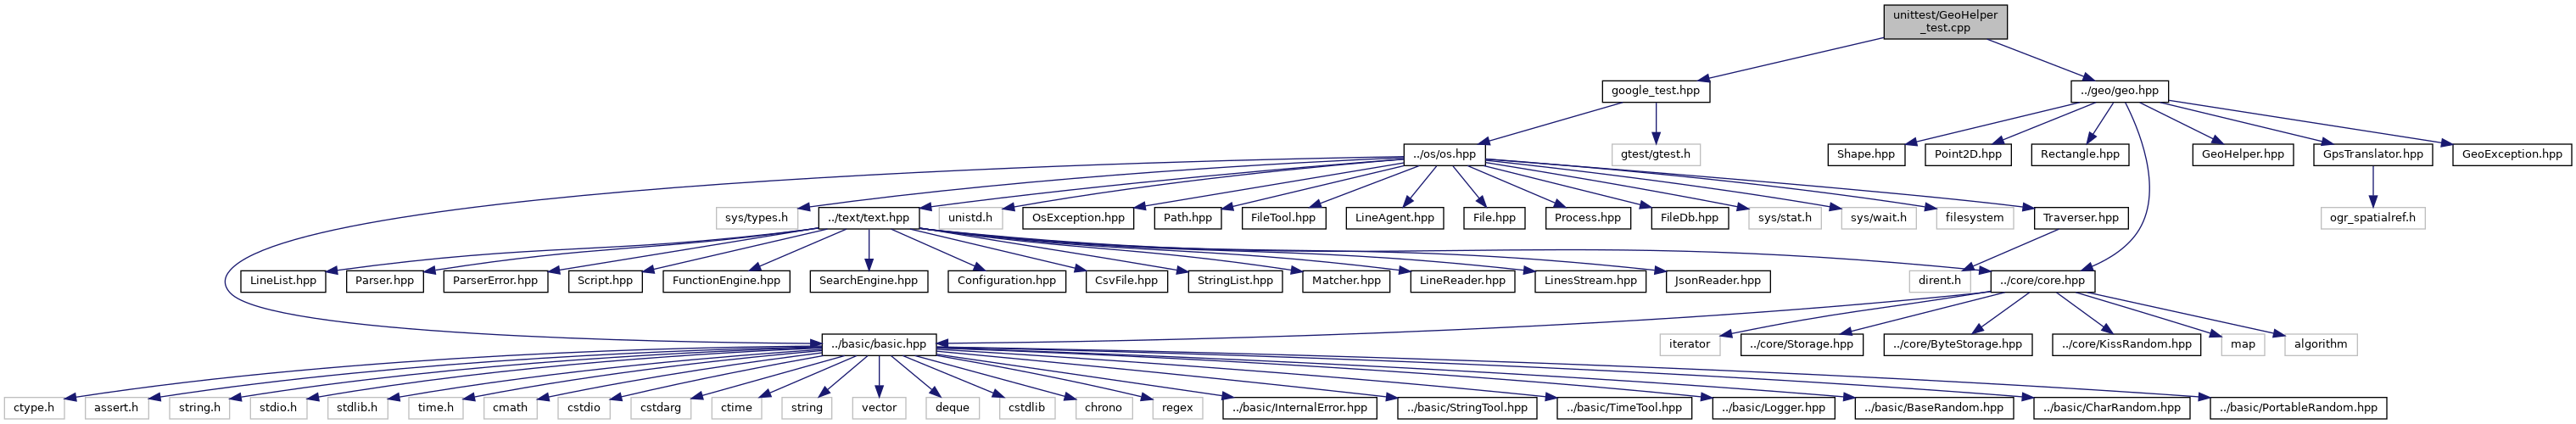 unittest/GeoHelper
_test.cpp
google_test.hpp
../geo/geo.hpp
../os/os.hpp
gtest/gtest.h
Shape.hpp
Point2D.hpp
Rectangle.hpp
GeoHelper.hpp
GpsTranslator.hpp
GeoException.hpp
sys/types.h
../text/text.hpp
unistd.h
OsException.hpp
Path.hpp
FileTool.hpp
LineAgent.hpp
File.hpp
Process.hpp
FileDb.hpp
sys/stat.h
sys/wait.h
filesystem
Traverser.hpp
ogr_spatialref.h
LineList.hpp
Parser.hpp
ParserError.hpp
Script.hpp
FunctionEngine.hpp
SearchEngine.hpp
Configuration.hpp
CsvFile.hpp
StringList.hpp
Matcher.hpp
LineReader.hpp
LinesStream.hpp
JsonReader.hpp
dirent.h
../core/core.hpp
../basic/basic.hpp
iterator
../core/Storage.hpp
../core/ByteStorage.hpp
../core/KissRandom.hpp
map
algorithm
ctype.h
assert.h
string.h
stdio.h
stdlib.h
time.h
cmath
cstdio
cstdarg
ctime
string
vector
deque
cstdlib
chrono
regex
../basic/InternalError.hpp
../basic/StringTool.hpp
../basic/TimeTool.hpp
../basic/Logger.hpp
../basic/BaseRandom.hpp
../basic/CharRandom.hpp
../basic/PortableRandom.hpp